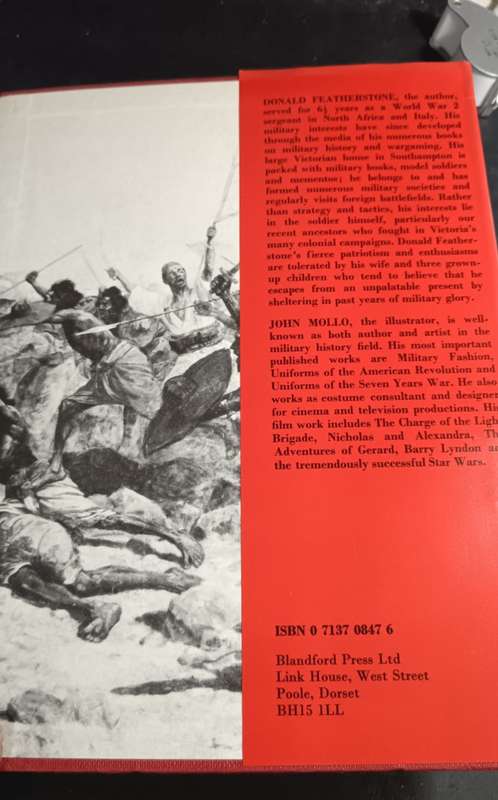 DONALD FEATHERSTONE, the author,
served for 6½ years as a World War 2
sergeant in North Africa and Italy. His
military interests have since developed
through the media of his numerous books
on military history and wargaming. His
large Victorian house in Southampton is
packed with military books, model soldiers
and mementos; he belongs to and has
formed numerous military societies and
regularly visits foreign battlefields. Rather
than strategy and tactics, his interests lie
in the soldier himself, particularly our
recent ancestors who fought in Victoria's
many colonial campaigns. Donald Feather-
stone's fierce patriotism and enthusiasms
are tolerated by his wife and three grown-
up children who tend to believe that he
escapes from an unpalatable present by
sheltering in past years of military glory.
JOHN MOLLO, the illustrator, is well-
known as both author and artist in the
military history field. His most important
published works are Military Fashion,
Uniforms of the American Revolution and
Uniforms of the Seven Years War. He also
works as costume consultant and designer
for cinema and television productions. His
film work includes The Charge of the Ligh
Brigade, Nicholas and Alexandra, Th
Adventures of Gerard, Barry Lyndon an
the tremendously successful Star Wars.
ISBN 0 7137 0847 6
Blandford Press Ltd
Link House, West Street
Poole, Dorset
BH15 1LL